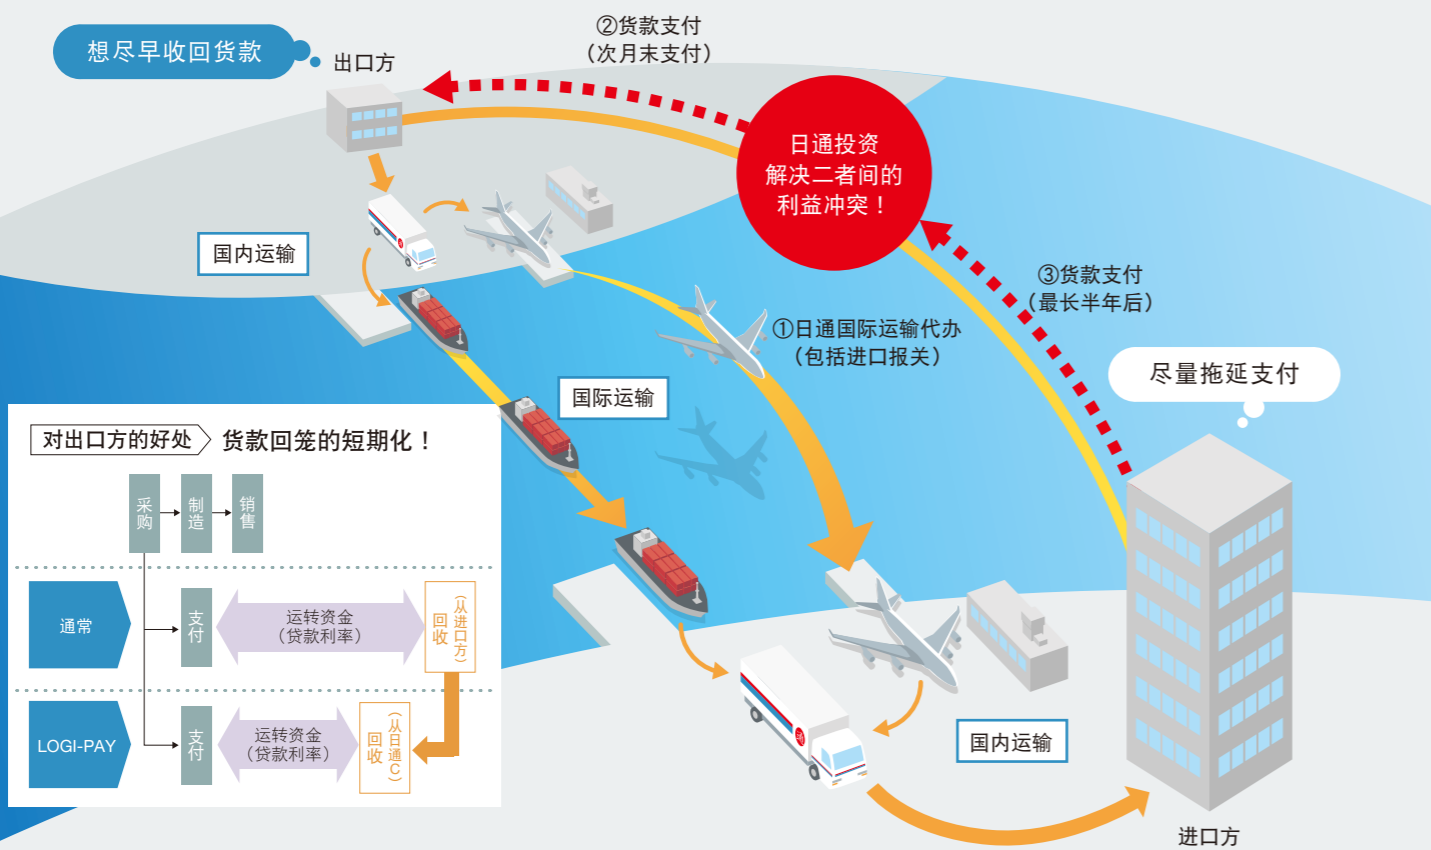 ②货款支付
（次月末支付）
想尽早收回货款
出口方
日通投资
解决二者间的
利益冲突！
国内运输
③货款支付
（最长半年后）
①日通国际运输代办
（包括进口报关）
尽量拖延支付
国际运输
对出口方的好处
货款回笼的短期化！
采购
制造
销售
通常
支付
运转资金
（贷款利率）
回收
（从进口方）
LOGI-PAY
支付
运转资金
（贷款利率）
回收
（从日通C）
国内运输
进口方